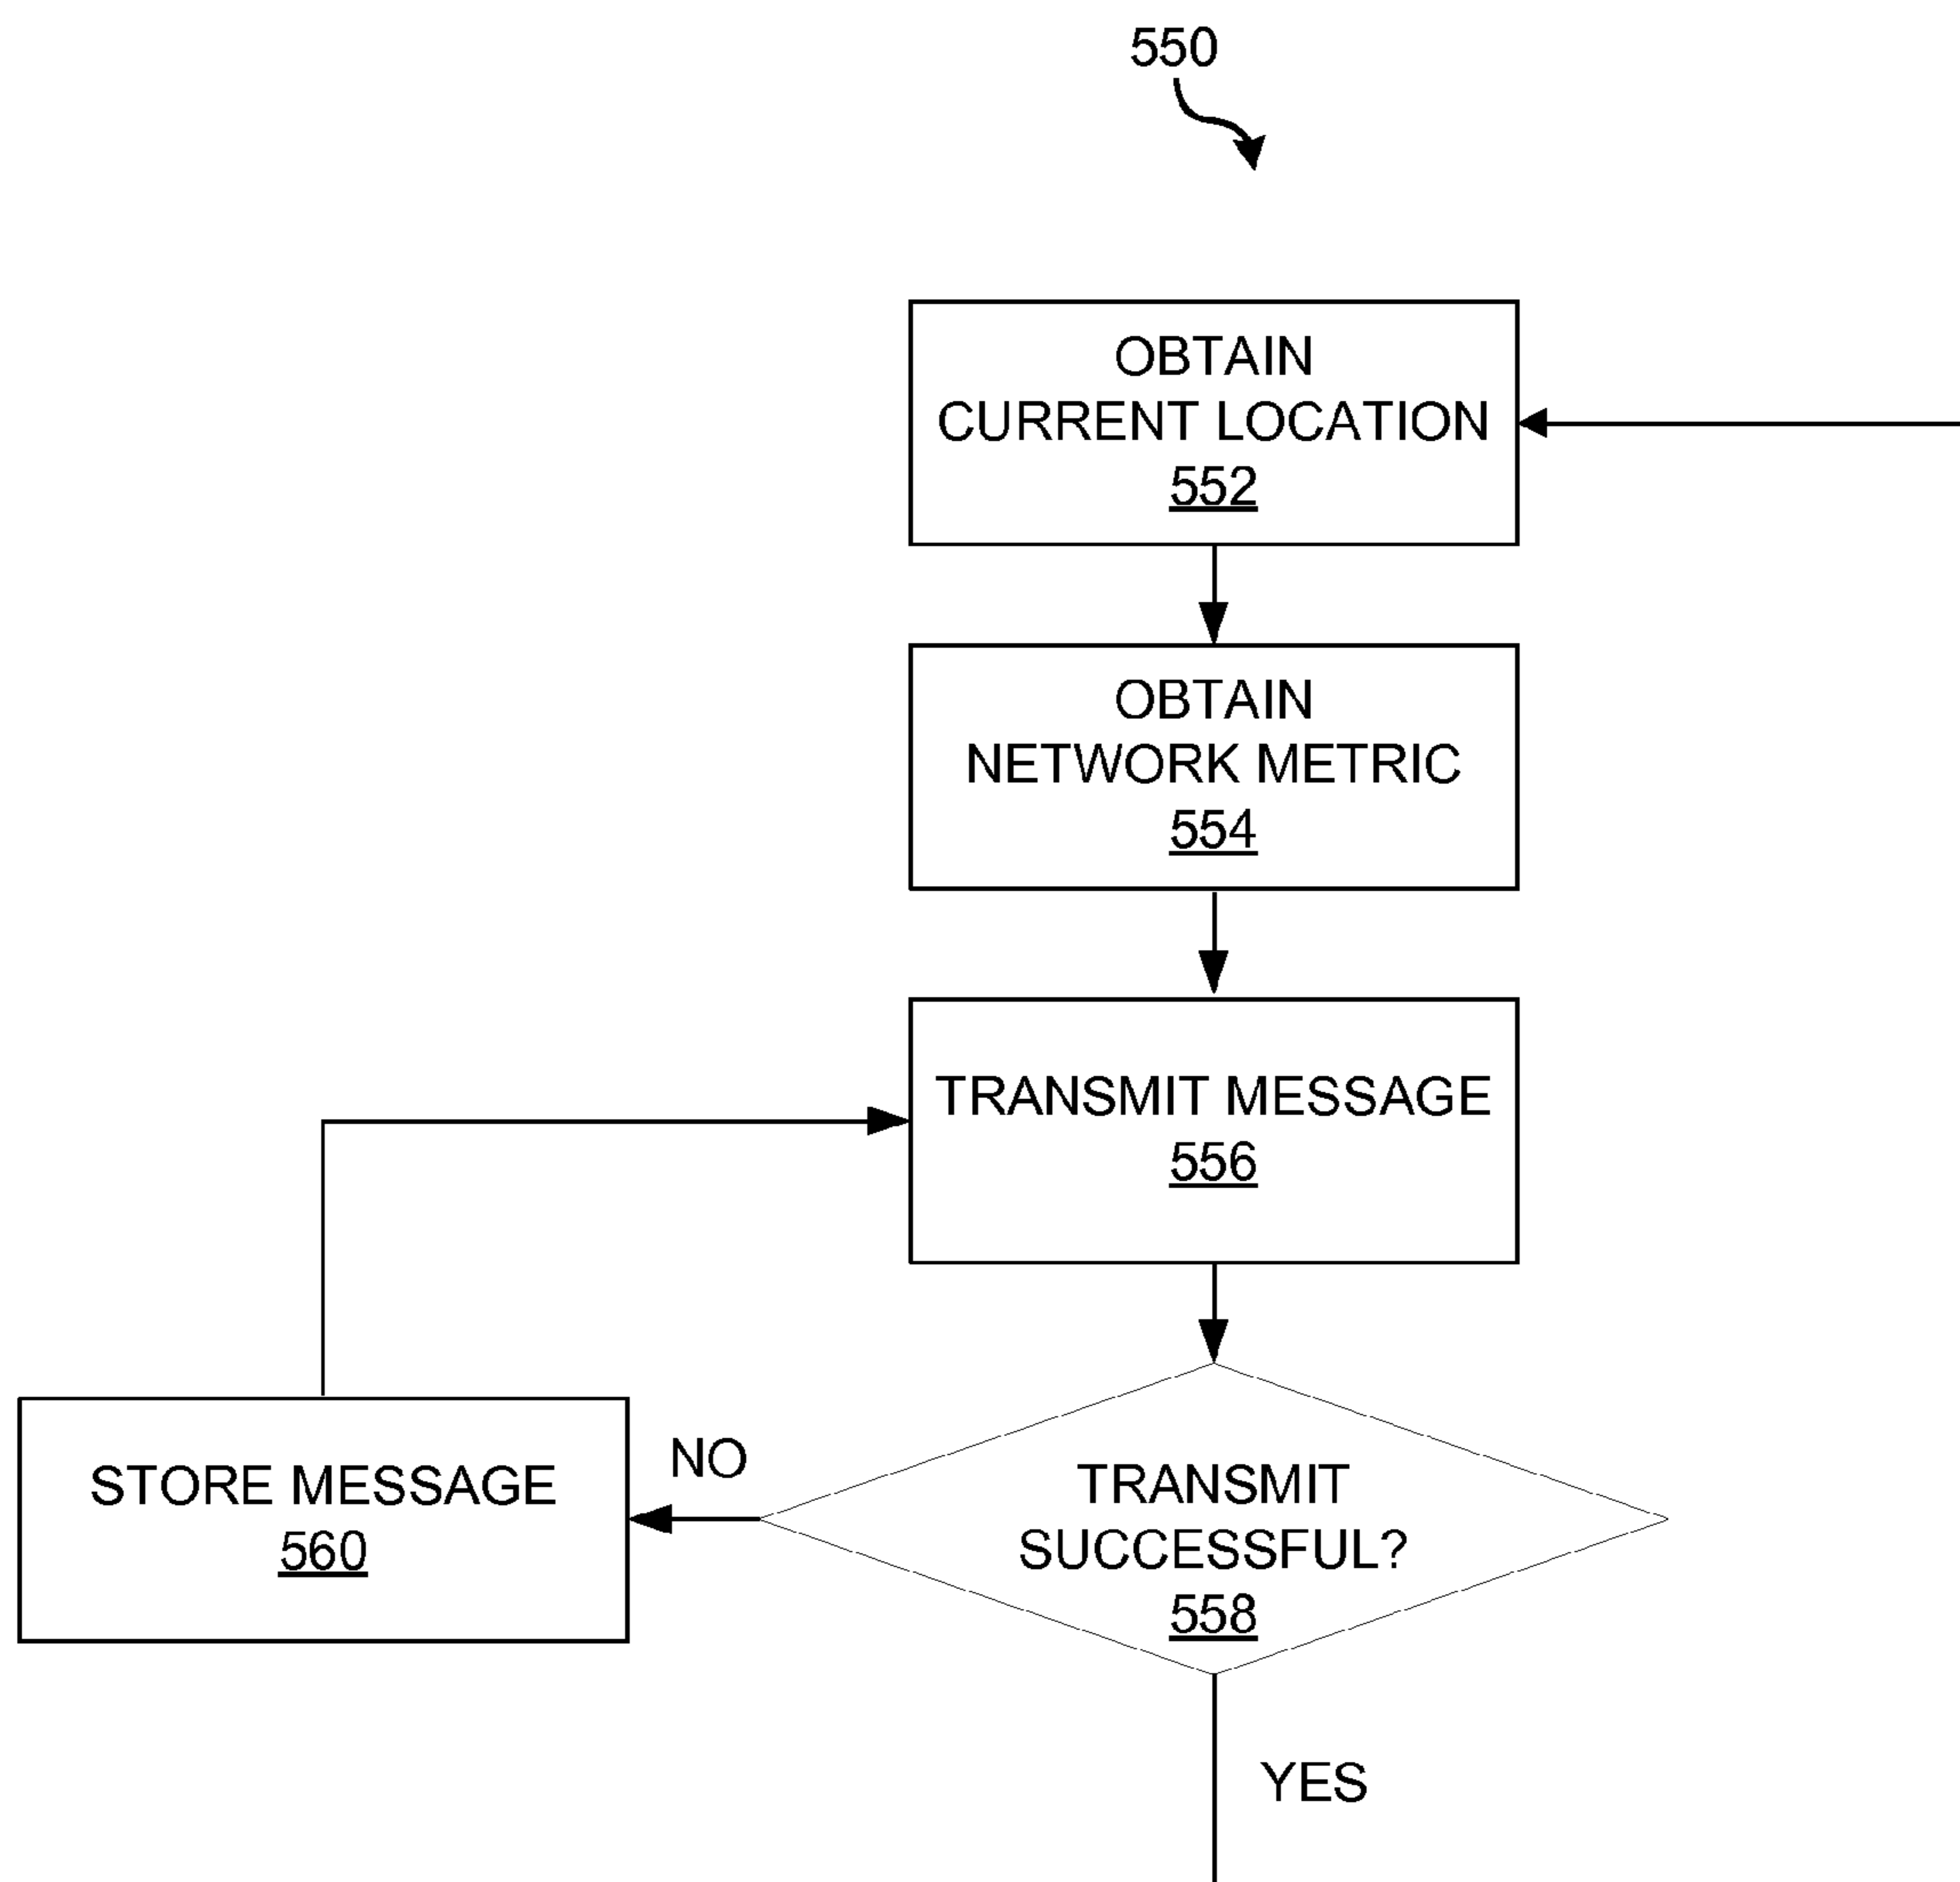 550
OBTAIN
CURRENT LOCATION
552
OBTAIN
NETWORK METRIC
554
TRANSMIT MESSAGE
556
STORE MESSAGE
560
NO
TRANSMIT
SUCCESSFUL?
558
YES